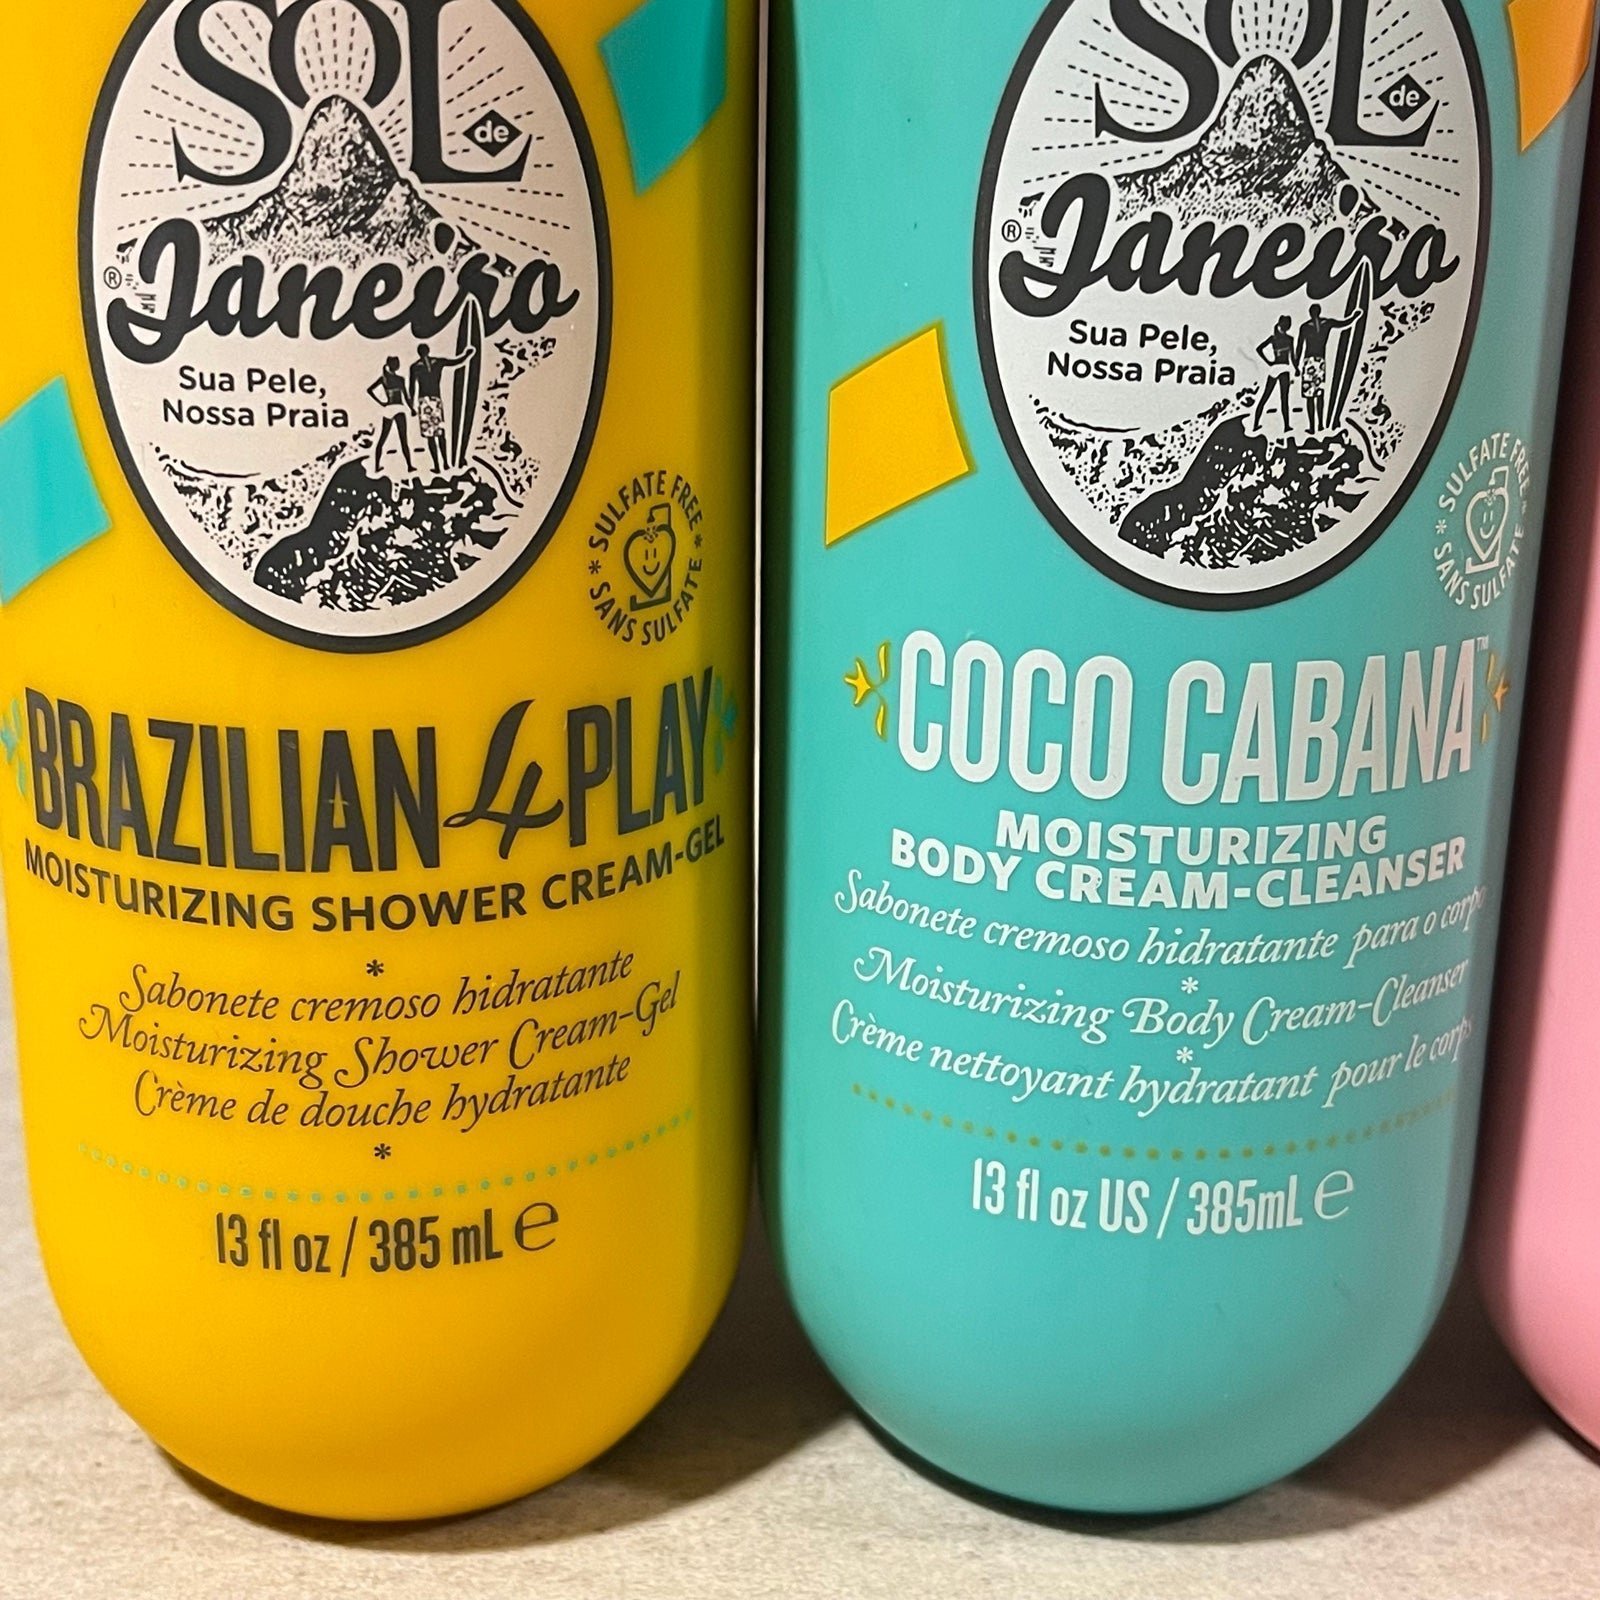 SOL
de
Janeiro
®
Sua Pele,
Nossa Praia
* SULFATE FREE *
SANS SULFATE
BRAZILIAN 4 PLAY
MOISTURIZING SHOWER CREAM-GEL
*
Sabonete cremoso hidratante
Moisturizing Shower Cream-Gel
Crème de douche hydratante
*
13 fl oz / 385 mL ℮
SOL
de
Janeiro
®
Sua Pele,
Nossa Praia
* SULFATE FREE *
SANS SULFATE
COCO CABANA™
MOISTURIZING
BODY CREAM-CLEANSER
Sabonete cremoso hidratante para o corpo
*
Moisturizing Body Cream-Cleanser
*
Crème nettoyant hydratant pour le corps
13 fl oz US / 385mL ℮